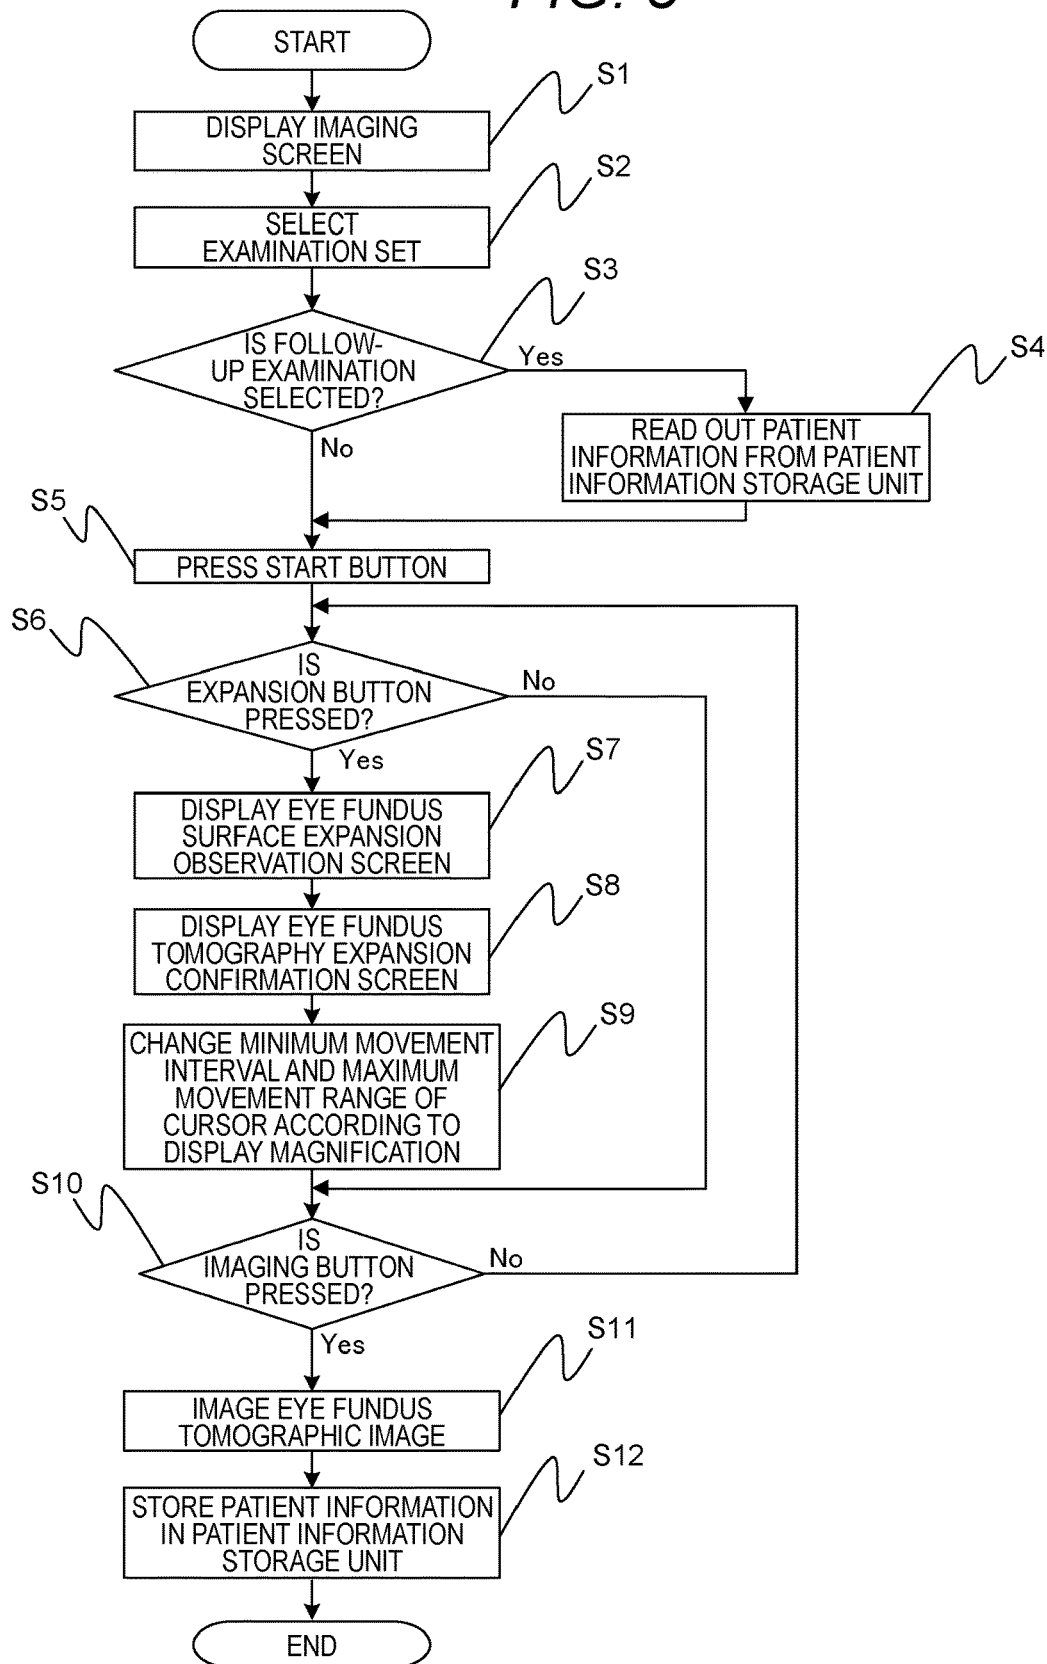 START
S1
DISPLAY IMAGING
SCREEN
S2
SELECT
EXAMINATION SET
S3
IS FOLLOW-
UP EXAMINATION
SELECTED?
Yes
No
S4
READ OUT PATIENT
INFORMATION FROM PATIENT
INFORMATION STORAGE UNIT
S5
PRESS START BUTTON
S6
IS
EXPANSION BUTTON
PRESSED?
No
Yes
S7
DISPLAY EYE FUNDUS
SURFACE EXPANSION
OBSERVATION SCREEN
S8
DISPLAY EYE FUNDUS
TOMOGRAPHY EXPANSION
CONFIRMATION SCREEN
S9
CHANGE MINIMUM MOVEMENT
INTERVAL AND MAXIMUM
MOVEMENT RANGE OF
CURSOR ACCORDING TO
DISPLAY MAGNIFICATION
S10
IS
IMAGING BUTTON
PRESSED?
No
Yes
S11
IMAGE EYE FUNDUS
TOMOGRAPHIC IMAGE
S12
STORE PATIENT INFORMATION
IN PATIENT INFORMATION
STORAGE UNIT
END